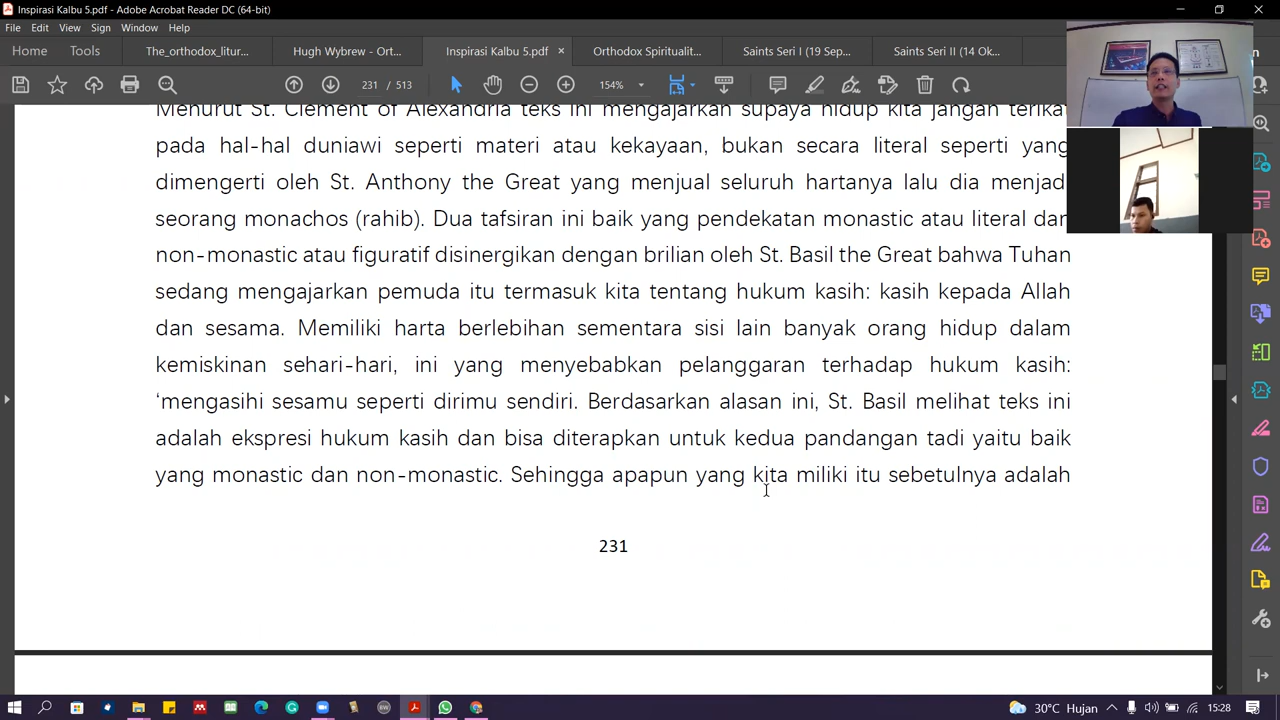 Inspirasi Kalbu 5.pdf - Adobe Acrobat Reader DC (64-bit)
File Edit View Sign Window Help
Home Tools The_orthodox_litur... Hugh Wybrew - Ort... Inspirasi Kalbu 5.pdf Orthodox Spiritualit... Saints Seri I (19 Sep... Saints Seri II (14 Ok...
231 / 513 154%
Menurut St. Clement of Alexandria teks ini mengajarkan supaya hidup kita jangan terikat
pada hal-hal duniawi seperti materi atau kekayaan, bukan secara literal seperti yang
dimengerti oleh St. Anthony the Great yang menjual seluruh hartanya lalu dia menjadi
seorang monachos (rahib). Dua tafsiran ini baik yang pendekatan monastic atau literal dan
non-monastic atau figuratif disinergikan dengan brilian oleh St. Basil the Great bahwa Tuhan
sedang mengajarkan pemuda itu termasuk kita tentang hukum kasih: kasih kepada Allah
dan sesama. Memiliki harta berlebihan sementara sisi lain banyak orang hidup dalam
kemiskinan sehari-hari, ini yang menyebabkan pelanggaran terhadap hukum kasih:
‘mengasihi sesamu seperti dirimu sendiri. Berdasarkan alasan ini, St. Basil melihat teks ini
adalah ekspresi hukum kasih dan bisa diterapkan untuk kedua pandangan tadi yaitu baik
yang monastic dan non-monastic. Sehingga apapun yang kita miliki itu sebetulnya adalah
231
30°C Hujan 15:28